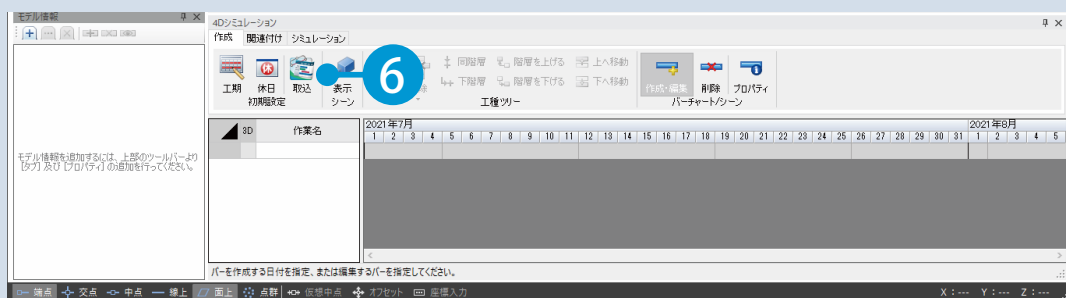 モデル情報
4Dシミュレーション
作成 関連付け シミュレーション
同階層 階層を上げる 上へ移動
下階層 階層を下げる 下へ移動
6
工期 休日 取込 表示 除 作成・編集 削除 プロパティ
初期設定 シーン 工種ツリー バーチャート/シーン
3D 作業名
2021年7月 2021年8月
1 2 3 4 5 6 7 8 9 10 11 12 13 14 15 16 17 18 19 20 21 22 23 24 25 26 27 28 29 30 31 1 2 3 4 5
モデル情報を追加するには、上部のツールバーより
[タブ] 及び [プロパティ] の追加を行ってください。
バーを作成する日付を指定、または編集するバーを指定してください。
端点 交点 中点 線上 面上 点群 仮想中点 オフセット 座標入力 X : --- Y : --- Z : ---